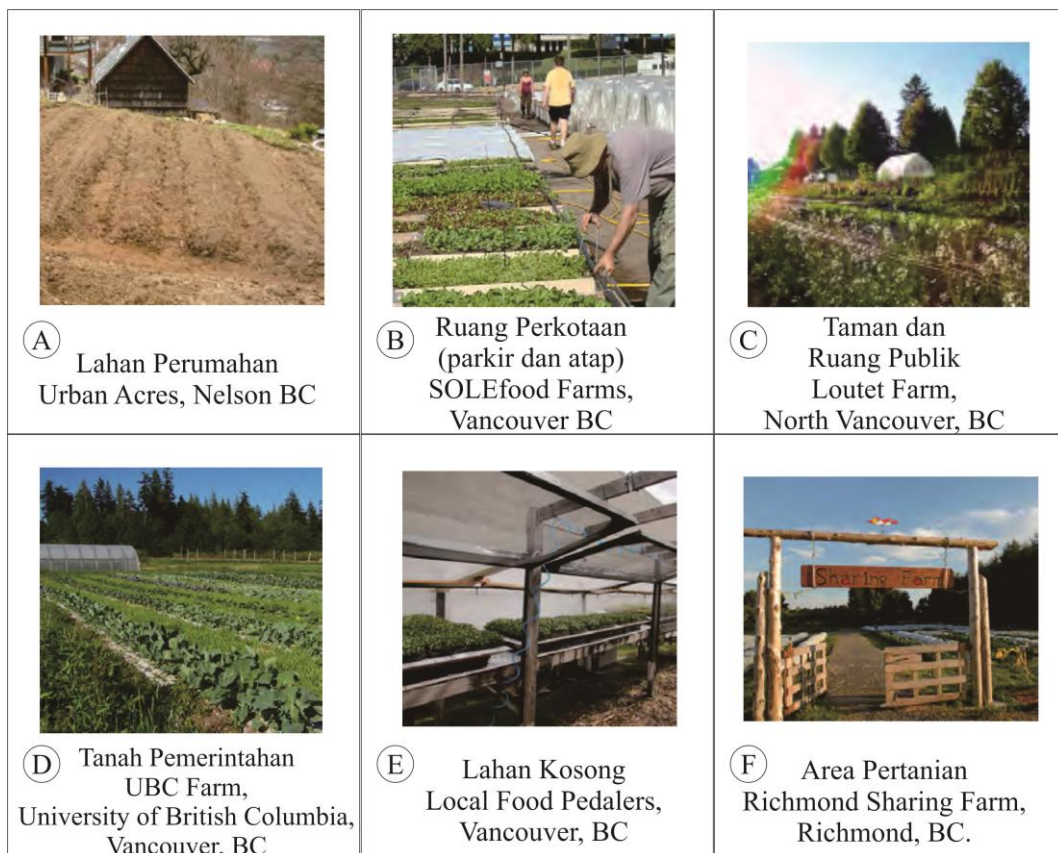 A
Lahan Perumahan
Urban Acres, Nelson BC
B
Ruang Perkotaan
(parkir dan atap)
SOLEfood Farms,
Vancouver BC
C
Taman dan
Ruang Publik
Loutet Farm,
North Vancouver, BC
D
Tanah Pemerintahan
UBC Farm,
University of British Columbia,
Vancouver, BC
E
Lahan Kosong
Local Food Pedalers,
Vancouver, BC
Sharing Farm
F
Area Pertanian
Richmond Sharing Farm,
Richmond, BC.